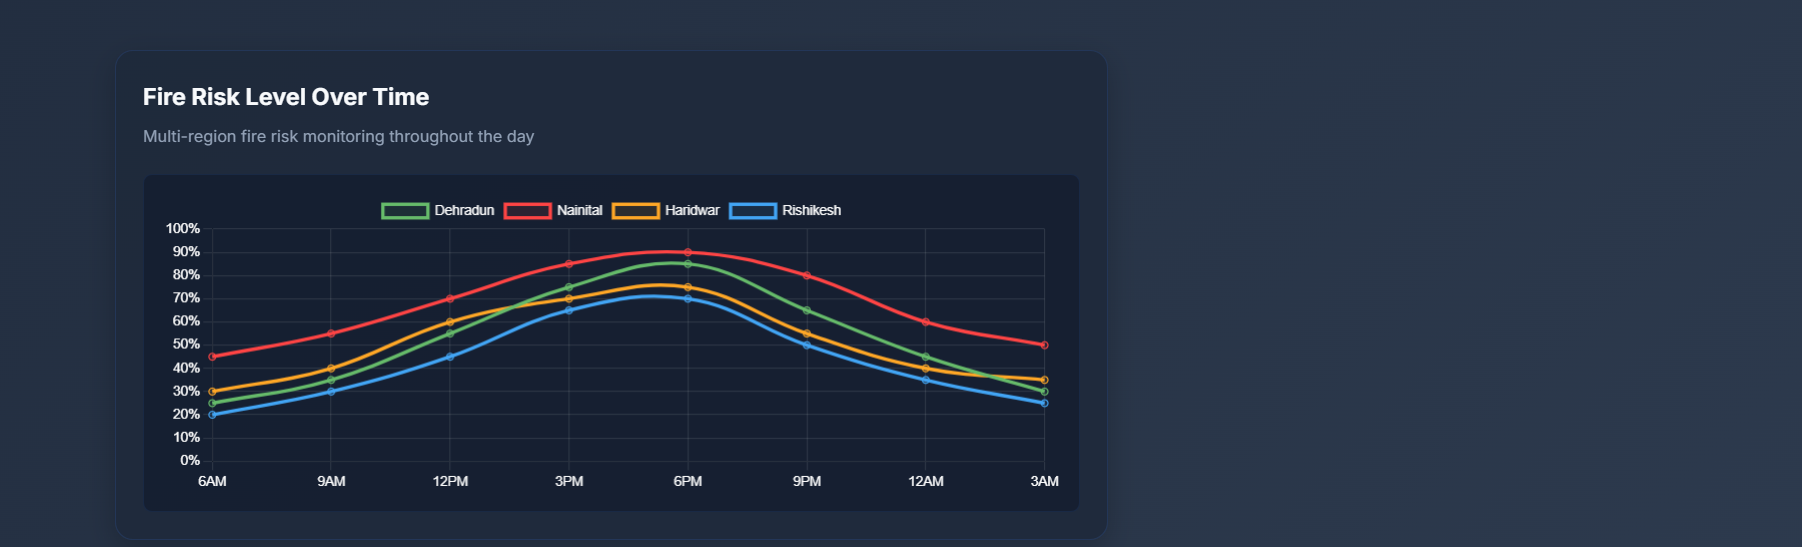 Fire Risk Level Over Time
Multi-region fire risk monitoring throughout the day
Dehradun Nainital Haridwar Rishikesh
100%
90%
80%
70%
60%
50%
40%
30%
20%
10%
0%
6AM 9AM 12PM 3PM 6PM 9PM 12AM 3AM